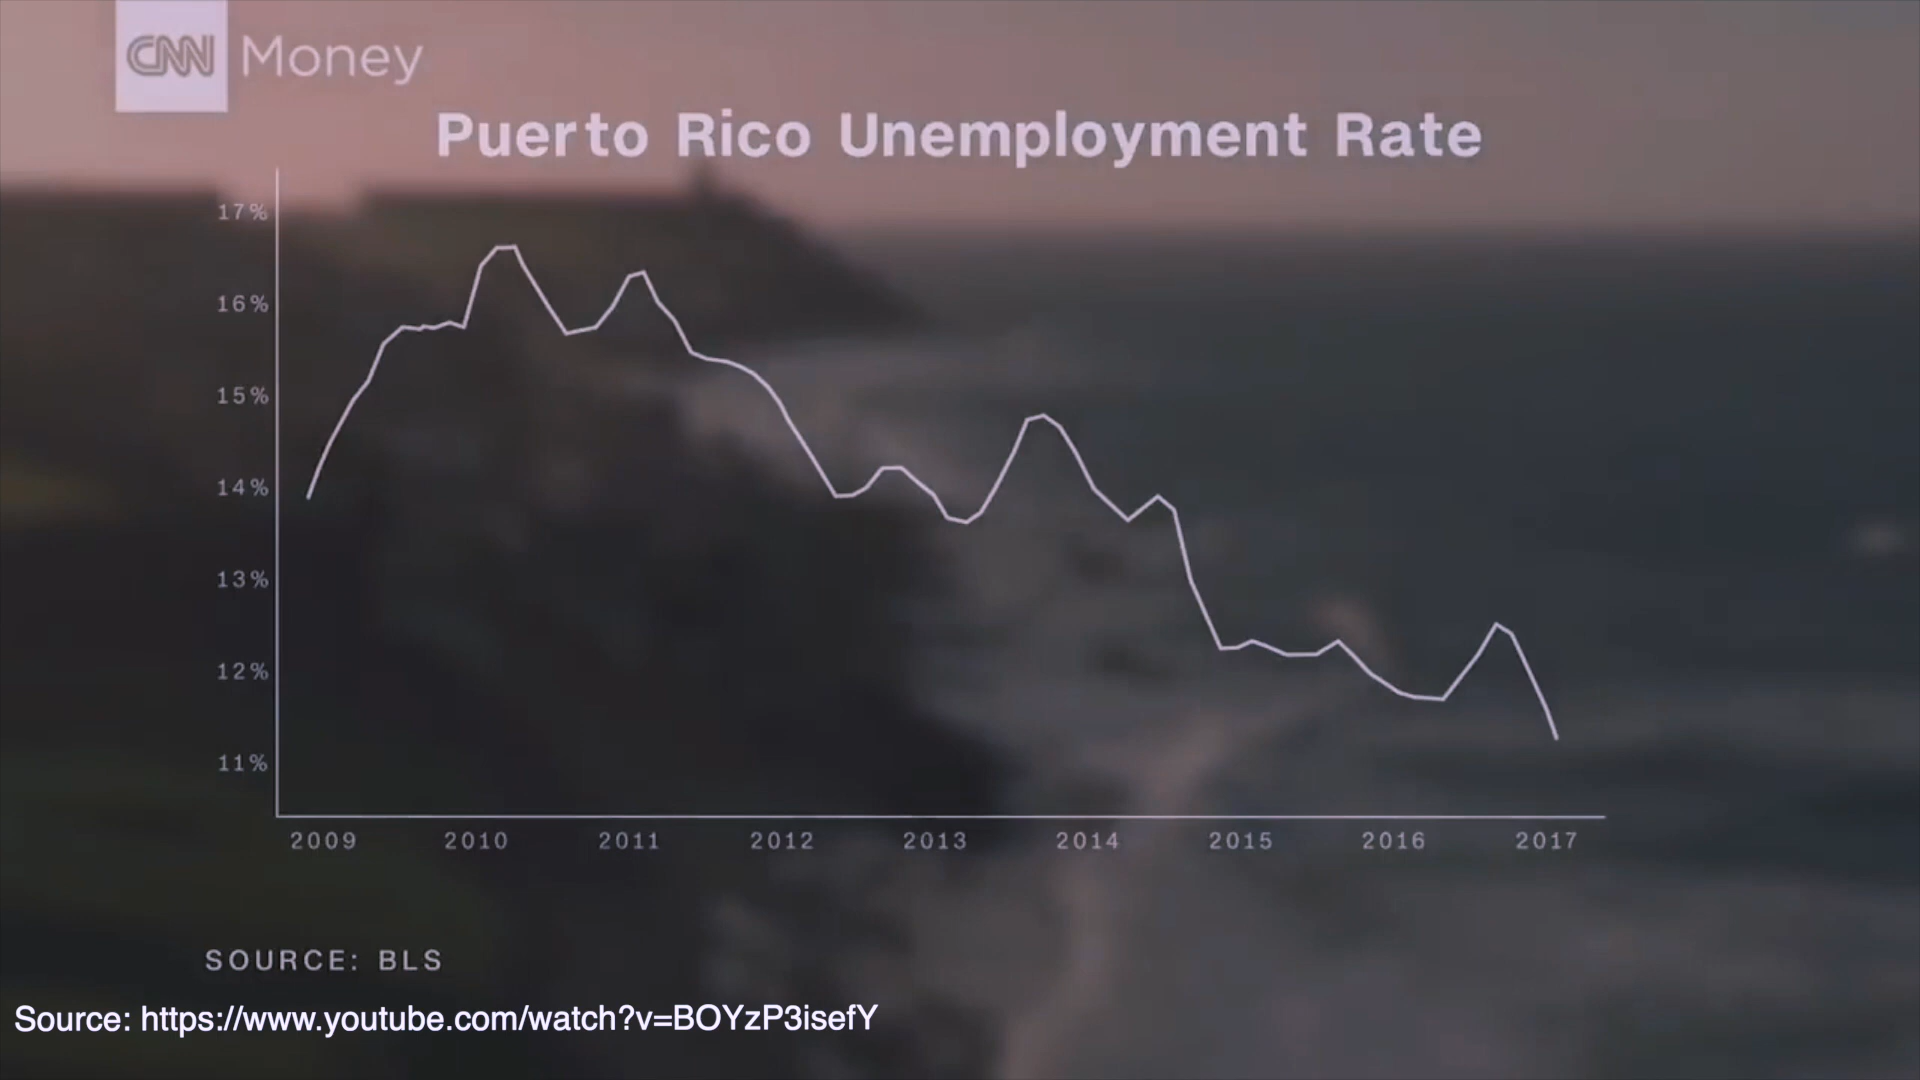 CNN Money
Puerto Rico Unemployment Rate
17%
16%
15%
14%
13%
12%
11%
2009 2010 2011 2012 2013 2014 2015 2016 2017
SOURCE: BLS
Source: https://www.youtube.com/watch?v=BOYzP3isefY